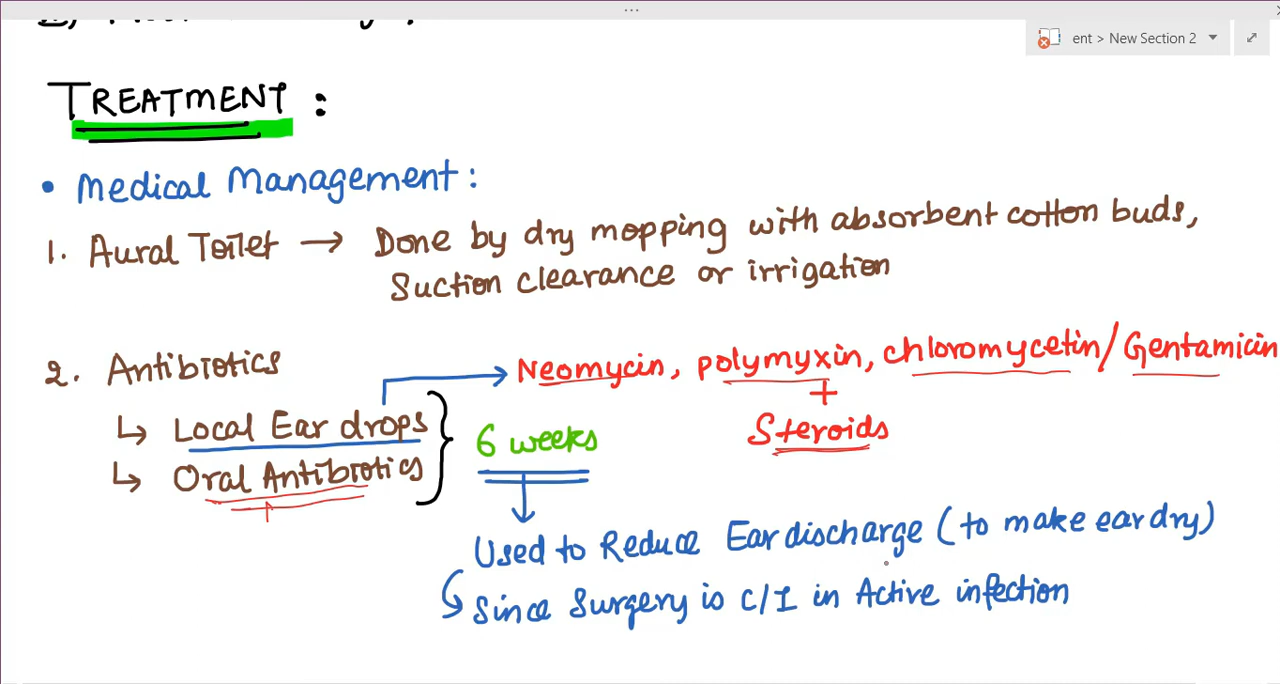 ...
ent > New Section 2
TREATMENT :
• Medical Management :
1. Aural Toilet → Done by dry mopping with absorbent cotton buds,
Suction clearance or irrigation
2. Antibiotics
→ Neomycin, polymyxin, chloromycetin/Gentamicin
+
Steroids
↳ Local Ear drops
↳ Oral Antibiotics
6 weeks
Used to Reduce Ear discharge (to make ear dry)
Since Surgery is C/I in Active infection